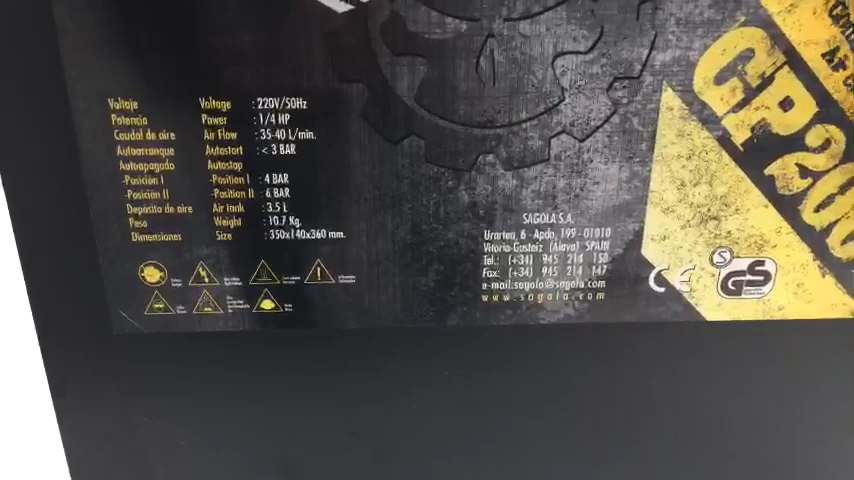 Voltaje Voltage : 220V/50Hz
Potencia Power : 1/4 HP
Caudal de aire Air Flow : 35-40 L/min.
Autoarranque Autostart : < 3 BAR
Autoapagado Autostop
-Posición I -Position I : 4 BAR
-Posición II -Position II : 6 BAR
Depósito de aire Air tank : 3.5 L
Peso Weight : 10.7 Kg.
Dimensiones Size : 350x140x360 mm.
SAGOLA S.A.
Urartea, 6 - Apdo. 199 - 01010
Vitoria-Gasteiz (Alava) SPAIN
Tel.: (+34) 945 214 150
Fax: (+34) 945 214 147
e-mail:sagola@sagola.com
www.sagola.com
CE
S
GS
GP200